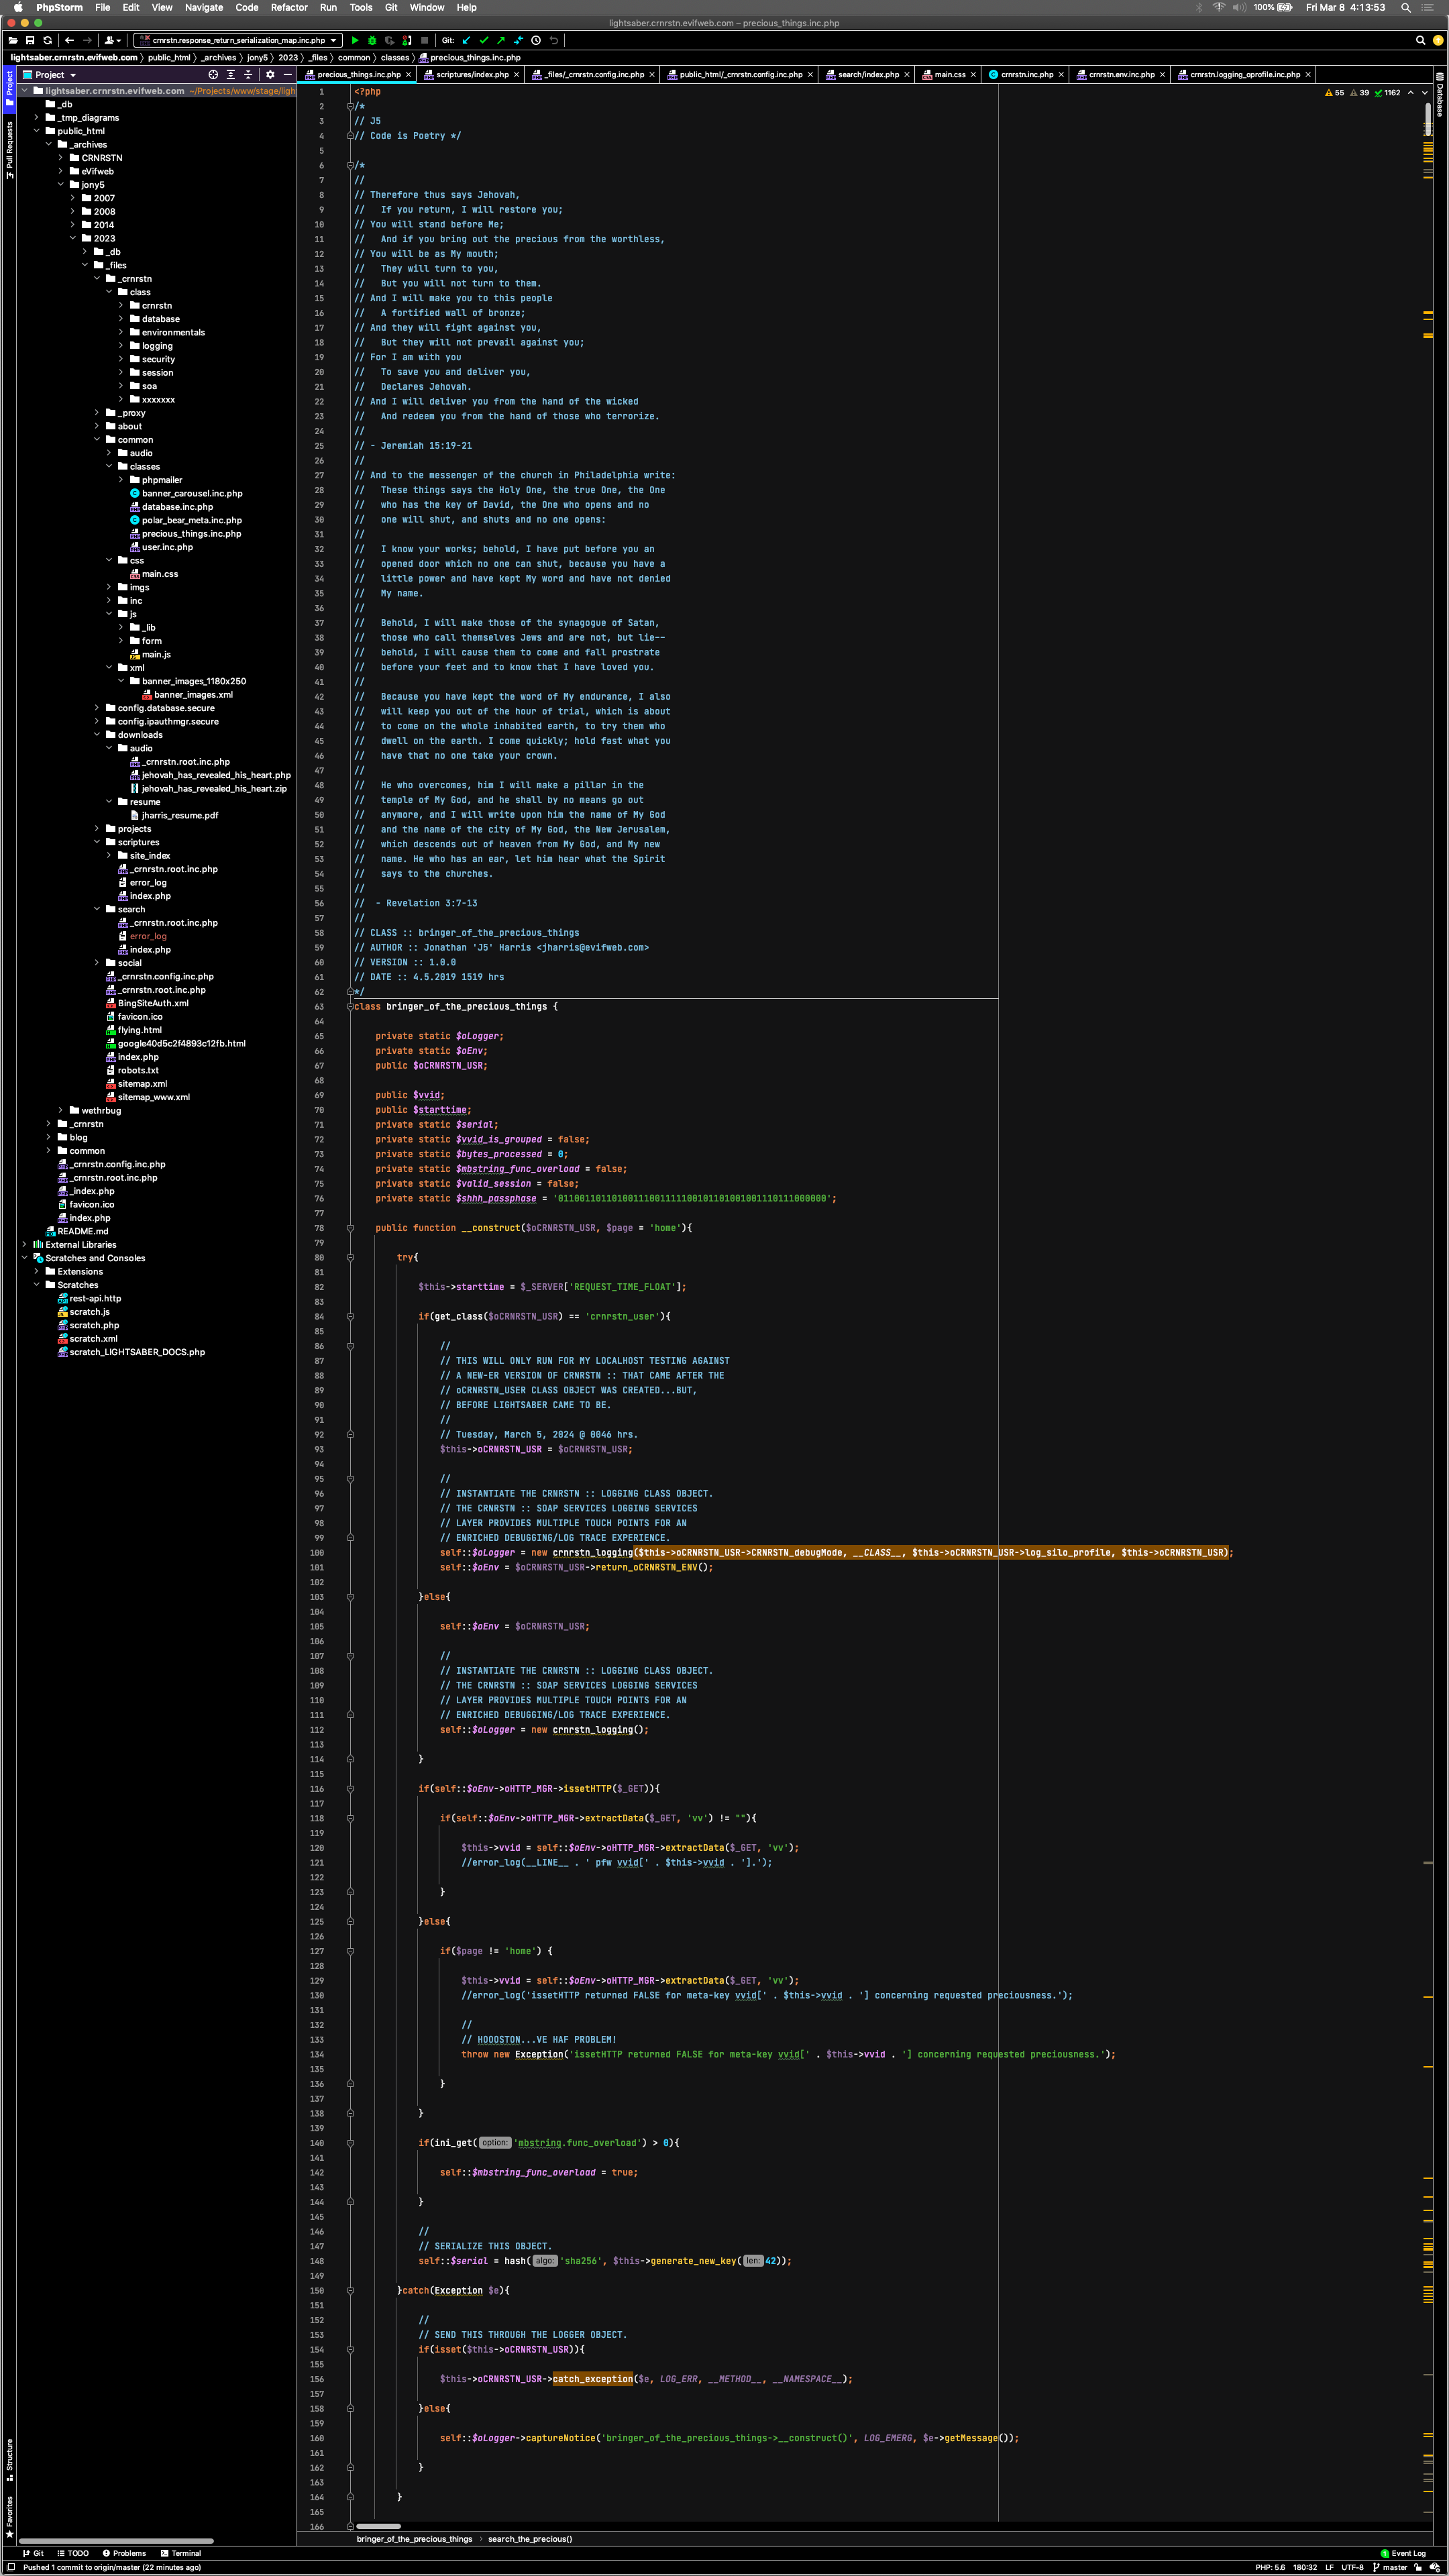 PhpStorm File Edit View Navigate Code Refactor Run Tools Git Window Help 100% Fri Mar 8 4:13:53
lightsaber.crnrstn.evifweb.com – precious_things.inc.php
crnrstn.response_return_serialization_map.inc.php Git:
lightsaber.crnrstn.evifweb.com public_html _archives jony5 2023 _files common classes precious_things.inc.php
Project
precious_things.inc.php scriptures/index.php _files/_crnrstn.config.inc.php public_html/_crnrstn.config.inc.php search/index.php main.css crnrstn.inc.php crnrstn.env.inc.php crnrstn.logging_oprofile.inc.php
55 39 1162
Project
Pull Requests
Structure
Favorites
Database
lightsaber.crnrstn.evifweb.com ~/Projects/www/stage/ligh
_db
_tmp_diagrams
public_html
_archives
CRNRSTN
eVifweb
jony5
2007
2008
2014
2023
_db
_files
_crnrstn
class
crnrstn
database
environmentals
logging
security
session
soa
xxxxxxx
_proxy
about
common
audio
classes
phpmailer
banner_carousel.inc.php
database.inc.php
polar_bear_meta.inc.php
precious_things.inc.php
user.inc.php
css
main.css
imgs
inc
js
_lib
form
main.js
xml
banner_images_1180x250
banner_images.xml
config.database.secure
config.ipauthmgr.secure
downloads
audio
_crnrstn.root.inc.php
jehovah_has_revealed_his_heart.php
jehovah_has_revealed_his_heart.zip
resume
jharris_resume.pdf
projects
scriptures
site_index
_crnrstn.root.inc.php
error_log
index.php
search
_crnrstn.root.inc.php
error_log
index.php
social
_crnrstn.config.inc.php
_crnrstn.root.inc.php
BingSiteAuth.xml
favicon.ico
flying.html
google40d5c2f4893c12fb.html
index.php
robots.txt
sitemap.xml
sitemap_www.xml
wethrbug
_crnrstn
blog
common
_crnrstn.config.inc.php
_crnrstn.root.inc.php
_index.php
favicon.ico
index.php
README.md
External Libraries
Scratches and Consoles
Extensions
Scratches
rest-api.http
scratch.js
scratch.php
scratch.xml
scratch_LIGHTSABER_DOCS.php
1 <?php
2 /*
3 // J5
4 // Code is Poetry */
5
6 /*
7 //
8 // Therefore thus says Jehovah,
9 // If you return, I will restore you;
10 // You will stand before Me;
11 // And if you bring out the precious from the worthless,
12 // You will be as My mouth;
13 // They will turn to you,
14 // But you will not turn to them.
15 // And I will make you to this people
16 // A fortified wall of bronze;
17 // And they will fight against you,
18 // But they will not prevail against you;
19 // For I am with you
20 // To save you and deliver you,
21 // Declares Jehovah.
22 // And I will deliver you from the hand of the wicked
23 // And redeem you from the hand of those who terrorize.
24 //
25 // - Jeremiah 15:19-21
26 //
27 // And to the messenger of the church in Philadelphia write:
28 // These things says the Holy One, the true One, the One
29 // who has the key of David, the One who opens and no
30 // one will shut, and shuts and no one opens:
31 //
32 // I know your works; behold, I have put before you an
33 // opened door which no one can shut, because you have a
34 // little power and have kept My word and have not denied
35 // My name.
36 //
37 // Behold, I will make those of the synagogue of Satan,
38 // those who call themselves Jews and are not, but lie--
39 // behold, I will cause them to come and fall prostrate
40 // before your feet and to know that I have loved you.
41 //
42 // Because you have kept the word of My endurance, I also
43 // will keep you out of the hour of trial, which is about
44 // to come on the whole inhabited earth, to try them who
45 // dwell on the earth. I come quickly; hold fast what you
46 // have that no one take your crown.
47 //
48 // He who overcomes, him I will make a pillar in the
49 // temple of My God, and he shall by no means go out
50 // anymore, and I will write upon him the name of My God
51 // and the name of the city of My God, the New Jerusalem,
52 // which descends out of heaven from My God, and My new
53 // name. He who has an ear, let him hear what the Spirit
54 // says to the churches.
55 //
56 // - Revelation 3:7-13
57 //
58 // CLASS :: bringer_of_the_precious_things
59 // AUTHOR :: Jonathan 'J5' Harris <jharris@evifweb.com>
60 // VERSION :: 1.0.0
61 // DATE :: 4.5.2019 1519 hrs
62 */
63 class bringer_of_the_precious_things {
64
65 private static $oLogger;
66 private static $oEnv;
67 public $oCRNRSTN_USR;
68
69 public $vvid;
70 public $starttime;
71 private static $serial;
72 private static $vvid_is_grouped = false;
73 private static $bytes_processed = 0;
74 private static $mbstring_func_overload = false;
75 private static $valid_session = false;
76 private static $shhh_passphase = '0110011011010011100111110010110100100111011100000​0';
77
78 public function __construct($oCRNRSTN_USR, $page = 'home'){
79
80 try{
81
82 $this->starttime = $_SERVER['REQUEST_TIME_FLOAT'];
83
84 if(get_class($oCRNRSTN_USR) == 'crnrstn_user'){
85
86 //
87 // THIS WILL ONLY RUN FOR MY LOCALHOST TESTING AGAINST
88 // A NEW-ER VERSION OF CRNRSTN :: THAT CAME AFTER THE
89 // oCRNRSTN_USER CLASS OBJECT WAS CREATED...BUT,
90 // BEFORE LIGHTSABER CAME TO BE.
91 //
92 // Tuesday, March 5, 2024 @ 0046 hrs.
93 $this->oCRNRSTN_USR = $oCRNRSTN_USR;
94
95 //
96 // INSTANTIATE THE CRNRSTN :: LOGGING CLASS OBJECT.
97 // THE CRNRSTN :: SOAP SERVICES LOGGING SERVICES
98 // LAYER PROVIDES MULTIPLE TOUCH POINTS FOR AN
99 // ENRICHED DEBUGGING/LOG TRACE EXPERIENCE.
100 self::$oLogger = new crnrstn_logging($this->oCRNRSTN_USR->CRNRSTN_debugMode, __CLASS__, $this->oCRNRSTN_USR->log_silo_profile, $this->oCRNRSTN_USR);
101 self::$oEnv = $oCRNRSTN_USR->return_oCRNRSTN_ENV();
102
103 }else{
104
105 self::$oEnv = $oCRNRSTN_USR;
106
107 //
108 // INSTANTIATE THE CRNRSTN :: LOGGING CLASS OBJECT.
109 // THE CRNRSTN :: SOAP SERVICES LOGGING SERVICES
110 // LAYER PROVIDES MULTIPLE TOUCH POINTS FOR AN
111 // ENRICHED DEBUGGING/LOG TRACE EXPERIENCE.
112 self::$oLogger = new crnrstn_logging();
113
114 }
115
116 if(self::$oEnv->oHTTP_MGR->issetHTTP($_GET)){
117
118 if(self::$oEnv->oHTTP_MGR->extractData($_GET, 'vv') != ""){
119
120 $this->vvid = self::$oEnv->oHTTP_MGR->extractData($_GET, 'vv');
121 //error_log(__LINE__ . ' pfw vvid[' . $this->vvid . '].');
122
123 }
124
125 }else{
126
127 if($page != 'home') {
128
129 $this->vvid = self::$oEnv->oHTTP_MGR->extractData($_GET, 'vv');
130 //error_log('issetHTTP returned FALSE for meta-key vvid[' . $this->vvid . '] concerning requested preciousness.');
131
132 //
133 // HOOOSTON...VE HAF PROBLEM!
134 throw new Exception('issetHTTP returned FALSE for meta-key vvid[' . $this->vvid . '] concerning requested preciousness.');
135
136 }
137
138 }
139
140 if(ini_get( option: 'mbstring.func_overload') > 0){
141
142 self::$mbstring_func_overload = true;
143
144 }
145
146 //
147 // SERIALIZE THIS OBJECT.
148 self::$serial = hash( algo: 'sha256', $this->generate_new_key( len: 42));
149
150 }catch(Exception $e){
151
152 //
153 // SEND THIS THROUGH THE LOGGER OBJECT.
154 if(isset($this->oCRNRSTN_USR)){
155
156 $this->oCRNRSTN_USR->catch_exception($e, LOG_ERR, __METHOD__, __NAMESPACE__);
157
158 }else{
159
160 self::$oLogger->captureNotice('bringer_of_the_precious_things->__construct()', LOG_EMERG, $e->getMessage());
161
162 }
163
164 }
165
166
bringer_of_the_precious_things search_the_precious()
Git TODO Problems Terminal 1 Event Log
Pushed 1 commit to origin/master (22 minutes ago) PHP: 5.6 180:32 LF UTF-8 master